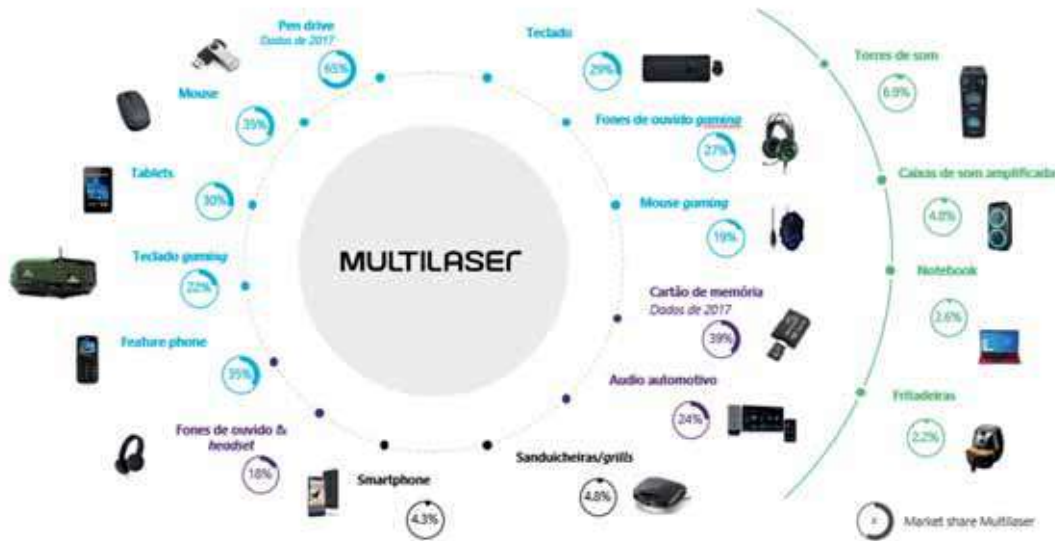 Pen drive
Dados de 2017
65%
Mouse
35%
Tablets
30%
Teclado gaming
22%
Feature phone
35%
Fones de ouvido &
headset
18%
Smartphone
4.3%
MULTILASER
Teclado
29%
Fones de ouvido gaming
27%
Mouse gaming
19%
Cartão de memória
Dados de 2017
39%
Audio automotivo
24%
Sanduicheiras/grills
4.8%
Torres de som
6.9%
Caixas de som amplificada
4.8%
Notebook
2.6%
Fritadeiras
2.2%
x
Market share Multilaser